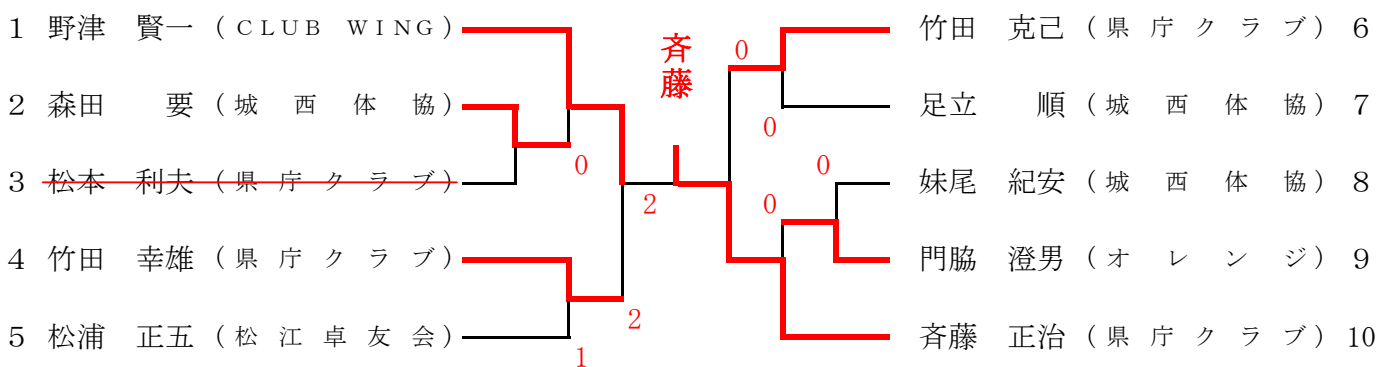 1 野津 賢一 (CLUB WING)
2 森田 要 (城西体協)
3 松本 利夫 (県庁クラブ)
4 竹田 幸雄 (県庁クラブ)
5 松浦 正五 (松江卓友会)
0
2
2
1
斉藤
0
0
0
0
竹田 克己 (県庁クラブ) 6
足立 順 (城西体協) 7
妹尾 紀安 (城西体協) 8
門脇 澄男 (オレンジ) 9
斉藤 正治 (県庁クラブ) 10